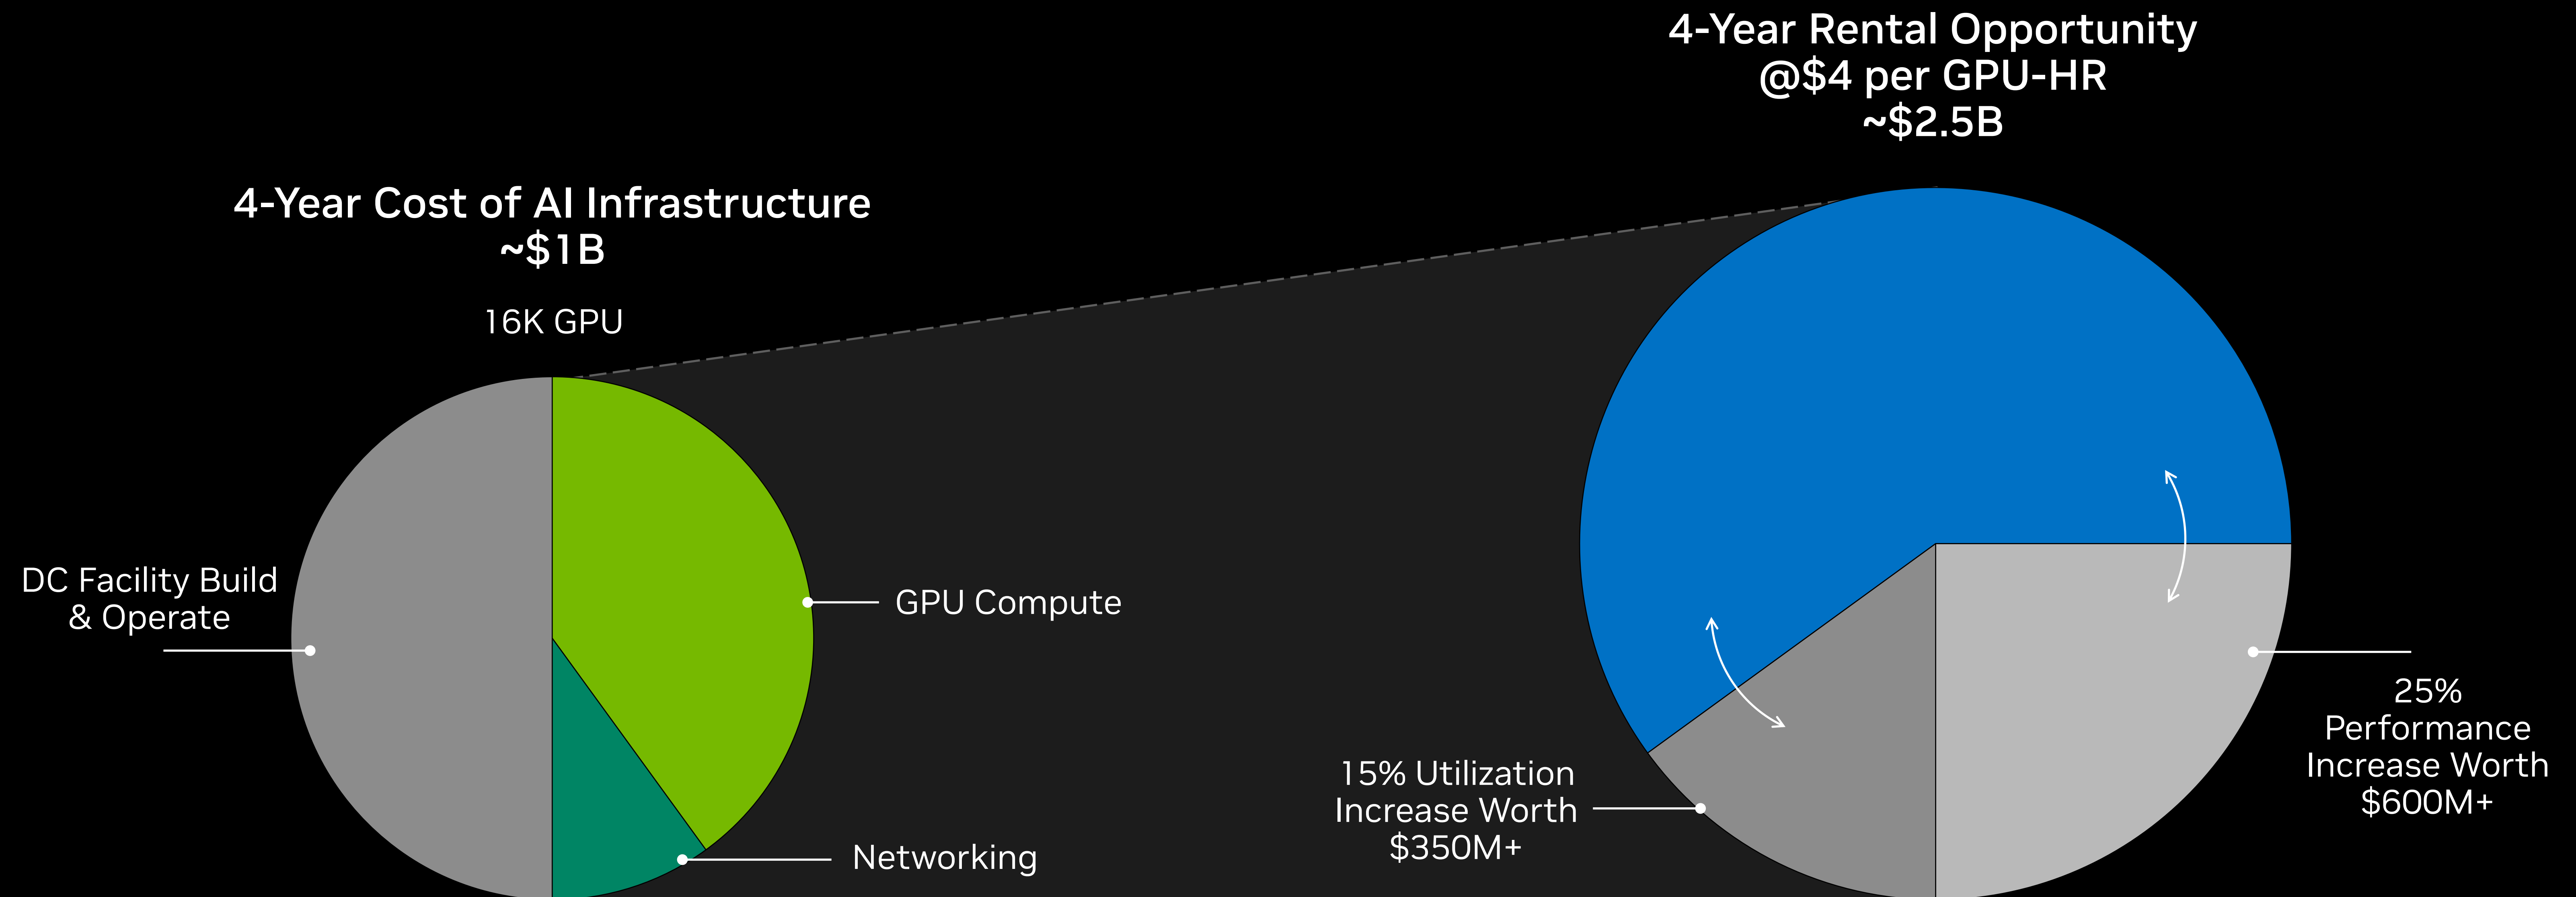 4-Year Cost of AI Infrastructure
~$1B
16K GPU
DC Facility Build
& Operate
GPU Compute
Networking
4-Year Rental Opportunity
@$4 per GPU-HR
~$2.5B
15% Utilization
Increase Worth
$350M+
25%
Performance
Increase Worth
$600M+